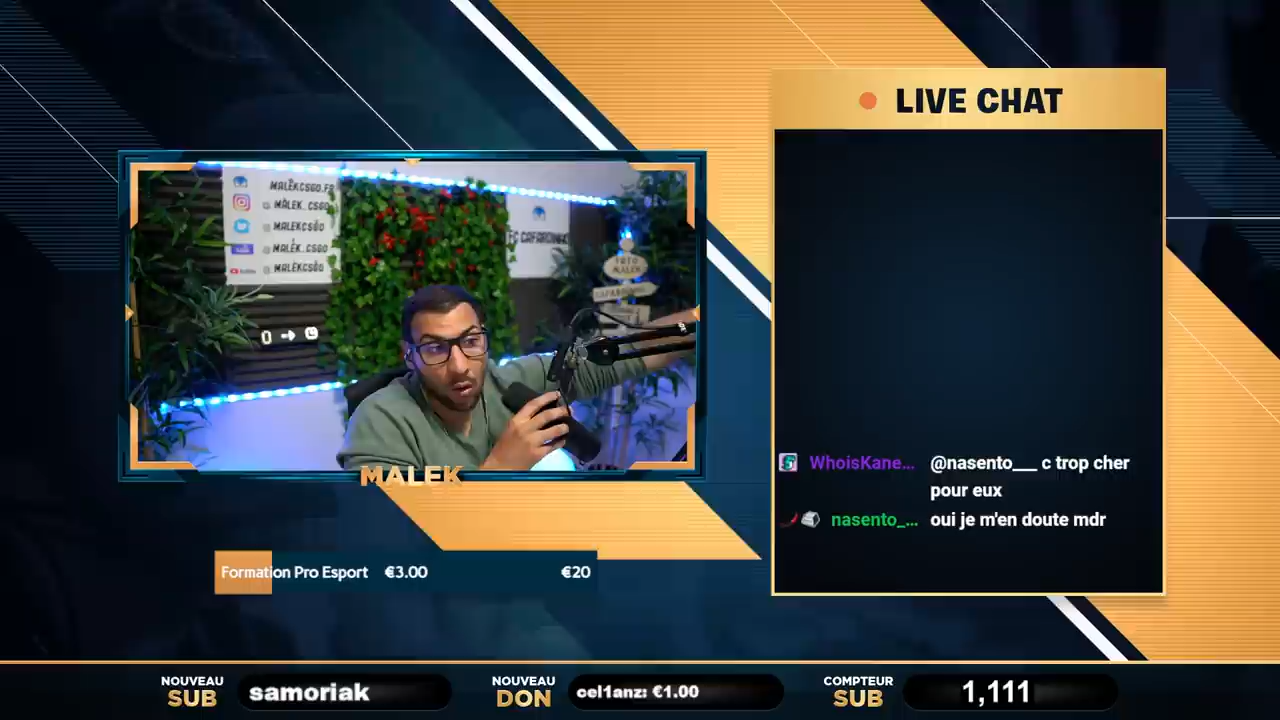 LIVE CHAT
MALEKCSGO.FR
@ MALEK_CSGO
@ MALEKCSGO
@ MALEK_CSGO
@ MALEKCSGO
MALEK
WhoisKane... @nasento___ c trop cher
pour eux
nasento_... oui je m'en doute mdr
Formation Pro Esport €3.00 €20
NOUVEAU
SUB
samoriak
NOUVEAU
DON
cel1anz: €1.00
COMPTEUR
SUB
1,111